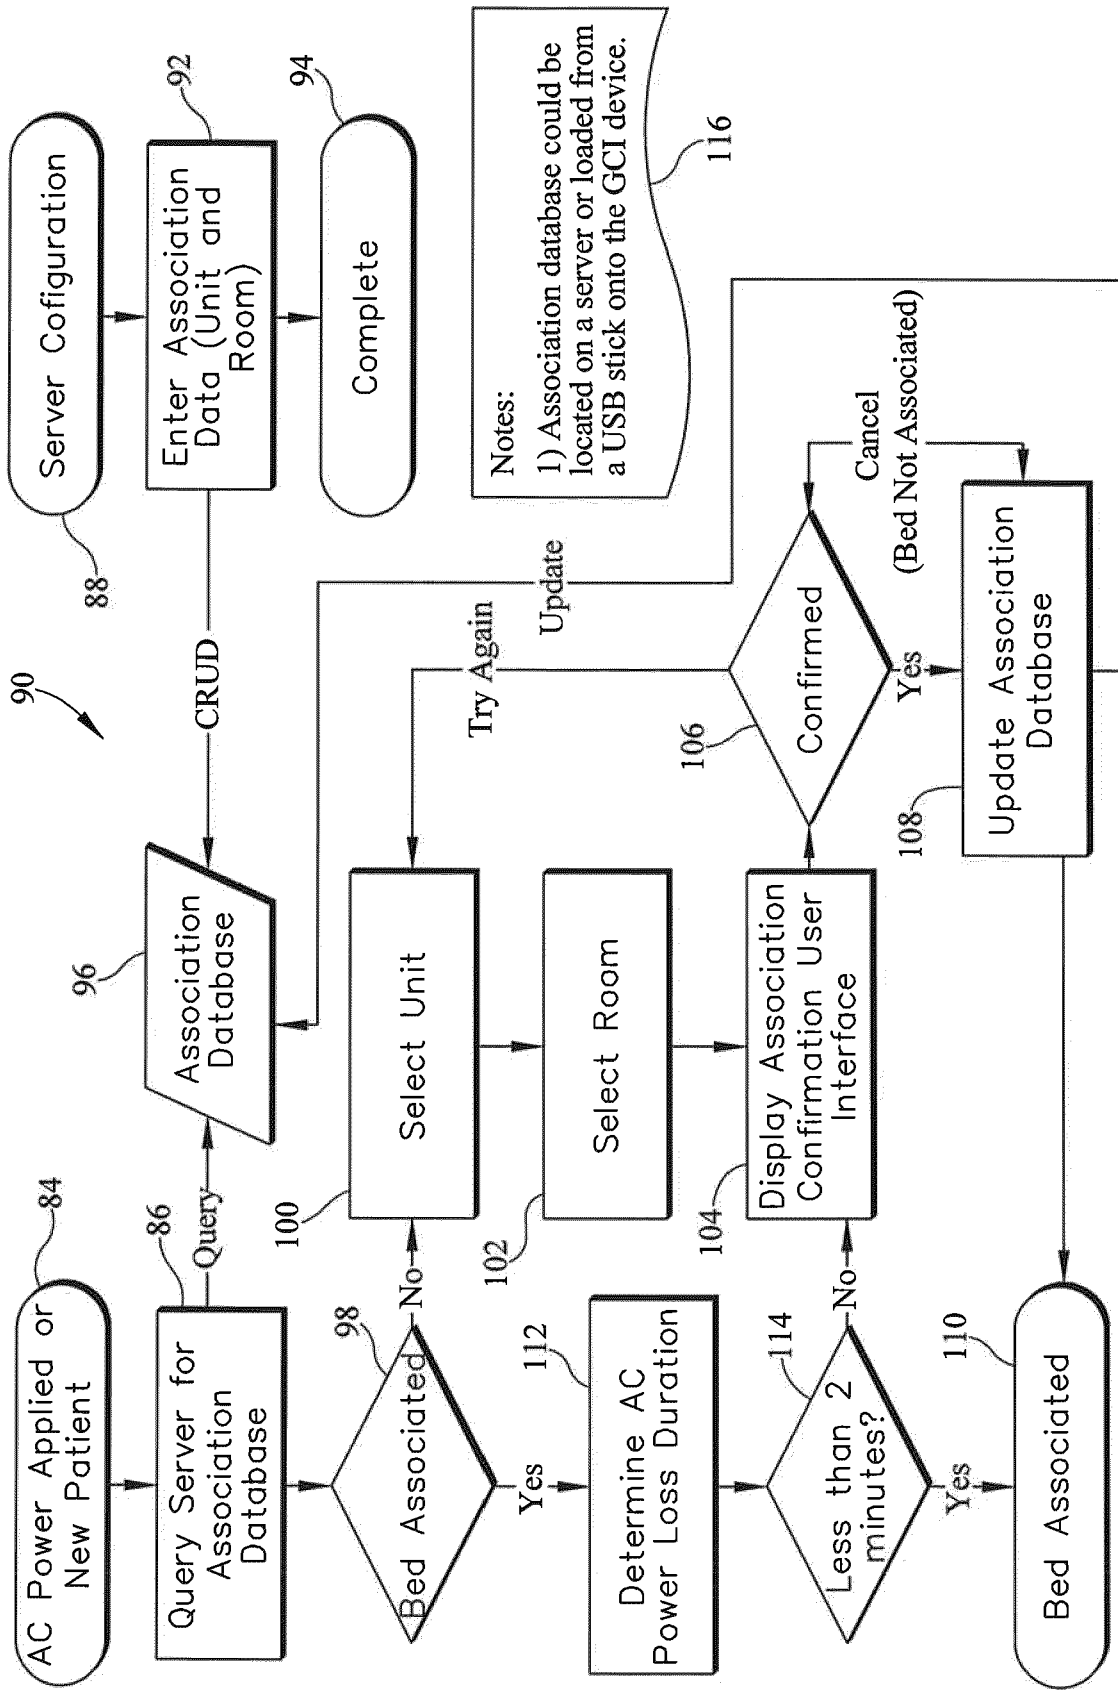 90
84
AC Power Applied or
New Patient
86
Query Server for
Association
Database
Query
96
Association
Database
CRUD
88
Server Cofiguration
92
Enter Association
Data (Unit and
Room)
94
Complete
98
Bed Associated
No
Yes
100
Select Unit
102
Select Room
104
Display Association
Confirmation User
Interface
106
Confirmed
Try Again
Update
Yes
Cancel
(Bed Not Associated)
108
Update Association
Database
112
Determine AC
Power Loss Duration
114
Less than 2
minutes?
No
Yes
110
Bed Associated
Notes:
1) Association database could be
located on a server or loaded from
a USB stick onto the GCI device.
116